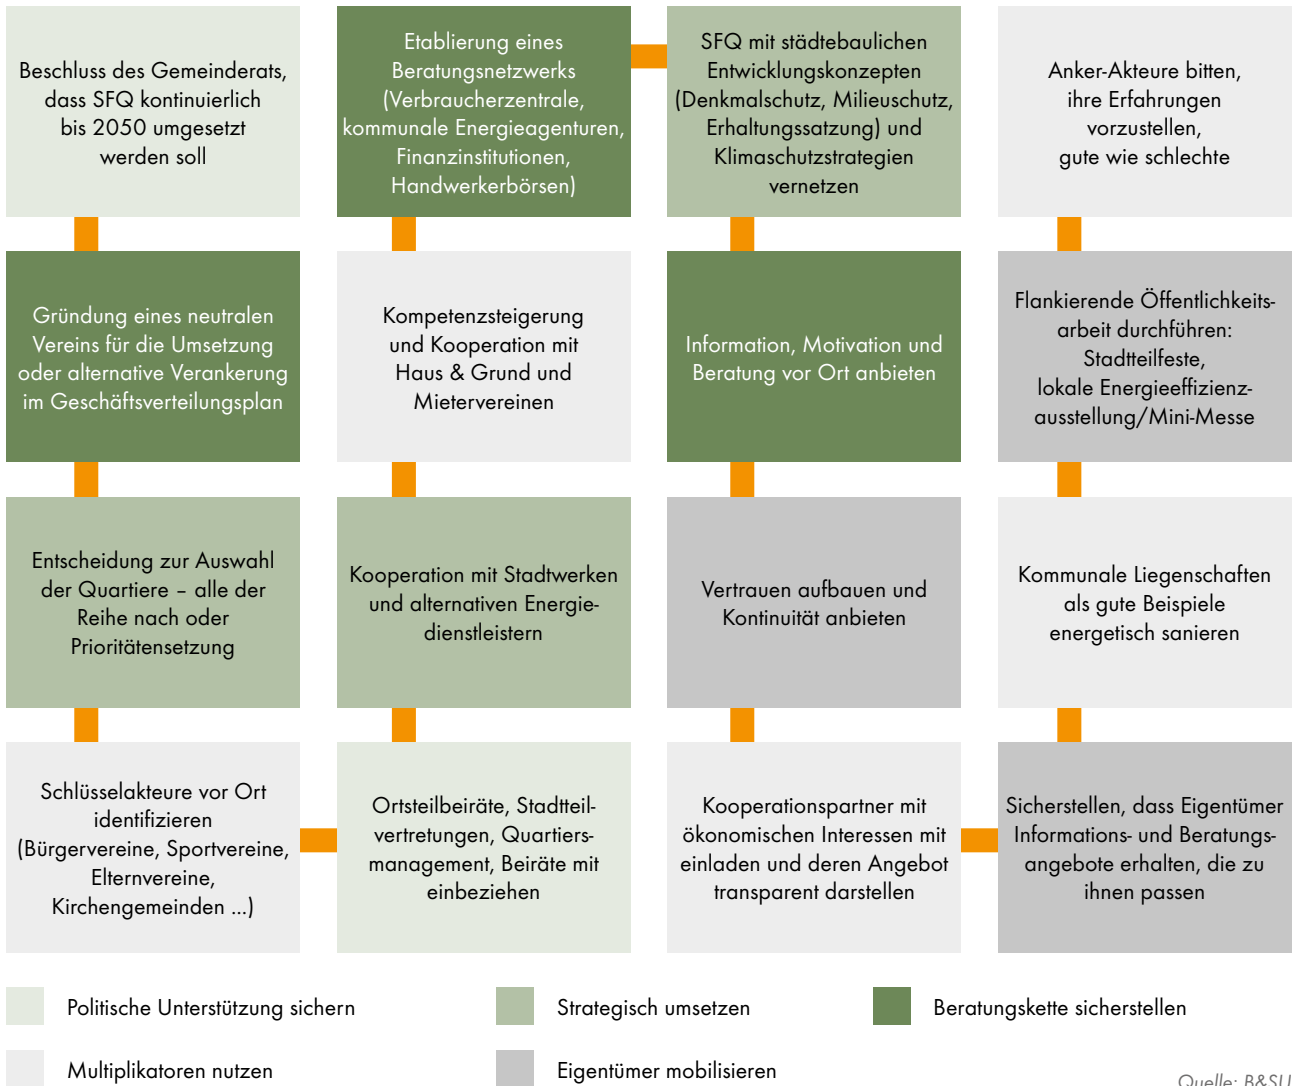 Beschluss des Gemeinderats,
dass SFQ kontinuierlich
bis 2050 umgesetzt
werden soll
Gründung eines neutralen
Vereins für die Umsetzung
oder alternative Verankerung
im Geschäftsverteilungsplan
Entscheidung zur Auswahl
der Quartiere – alle der
Reihe nach oder
Prioritätensetzung
Schlüsselakteure vor Ort
identifizieren
(Bürgervereine, Sportvereine,
Elternvereine,
Kirchengemeinden ...)
Ortsteilbeiräte, Stadtteil-
vertretungen, Quartiers-
management, Beiräte mit
einbeziehen
Kooperation mit Stadtwerken
und alternativen Energie-
dienstleistern
Kompetenzsteigerung
und Kooperation mit
Haus & Grund und
Mietervereinen
Etablierung eines
Beratungsnetzwerks
(Verbraucherzentrale,
kommunale Energieagenturen,
Finanzinstitutionen,
Handwerkerbörsen)
SFQ mit städtebaulichen
Entwicklungskonzepten
(Denkmalschutz, Milieuschutz,
Erhaltungssatzung) und
Klimaschutzstrategien
vernetzen
Information, Motivation und
Beratung vor Ort anbieten
Vertrauen aufbauen und
Kontinuität anbieten
Kooperationspartner mit
ökonomischen Interessen mit
einladen und deren Angebot
transparent darstellen
Sicherstellen, dass Eigentümer
Informations- und Beratungs-
angebote erhalten, die zu
ihnen passen
Kommunale Liegenschaften
als gute Beispiele
energetisch sanieren
Flankierende Öffentlichkeits-
arbeit durchführen:
Stadtteilfeste,
lokale Energieeffizienz-
ausstellung/Mini-Messe
Anker-Akteure bitten,
ihre Erfahrungen
vorzustellen,
gute wie schlechte
Politische Unterstützung sichern
Strategisch umsetzen
Beratungskette sicherstellen
Multiplikatoren nutzen
Eigentümer mobilisieren
Quelle: B&SU